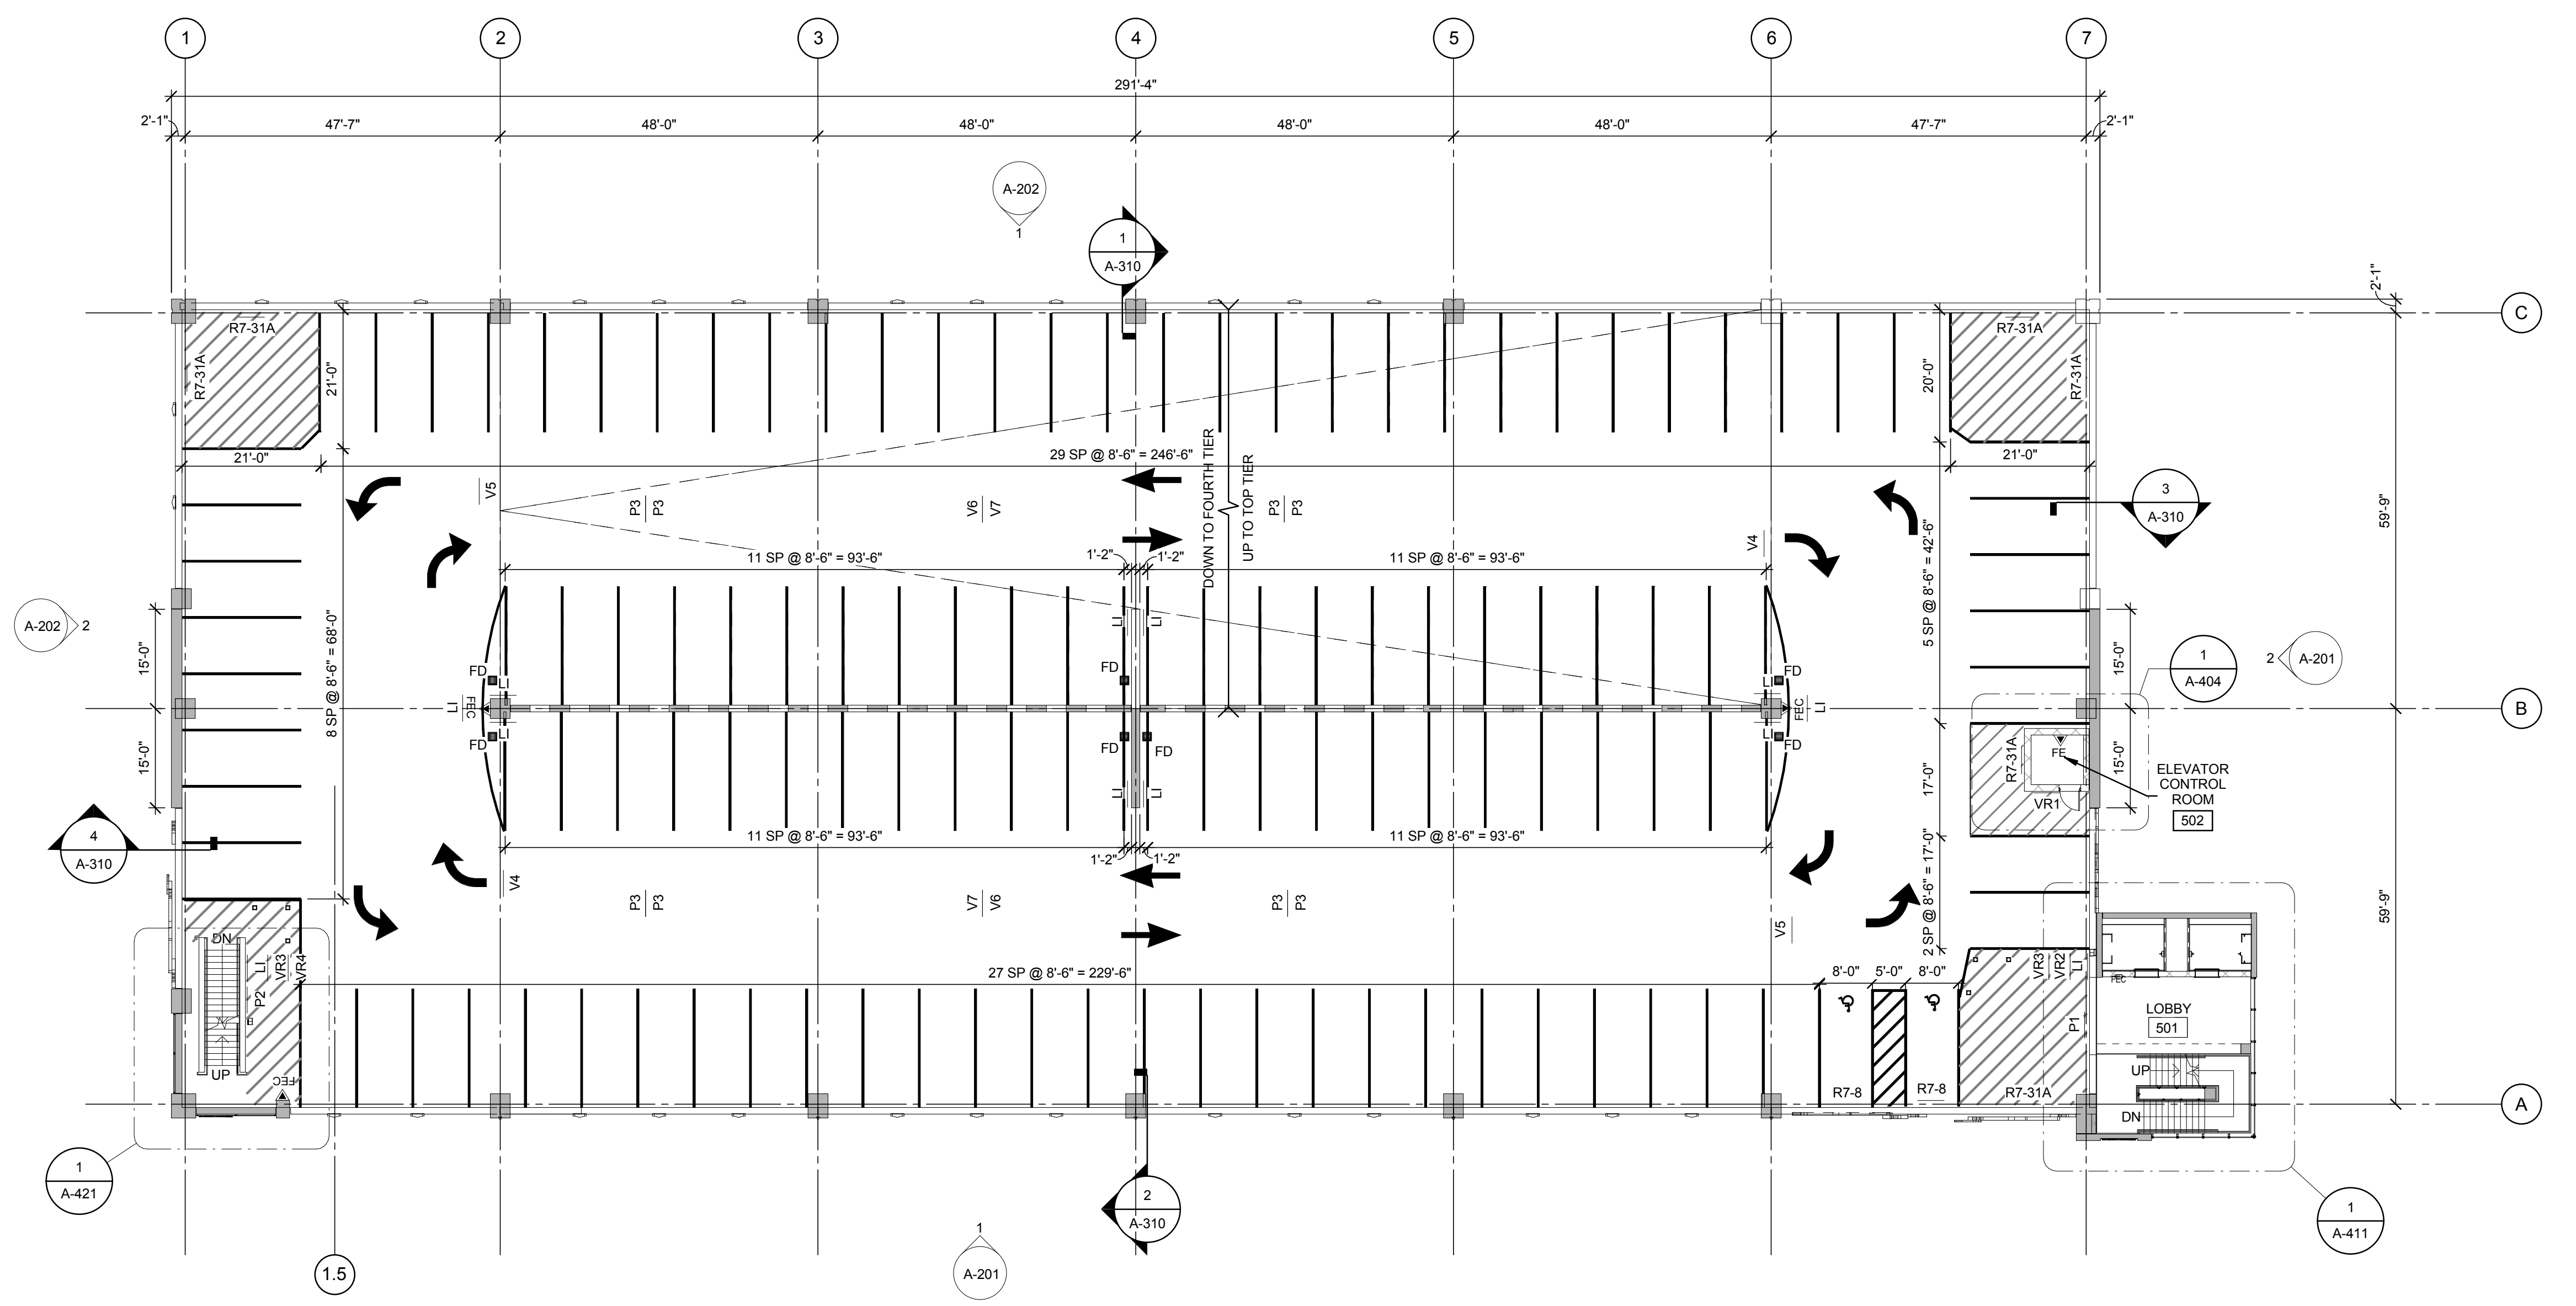 1
2
3
4
5
6
7
291'-4"
2'-1"
47'-7"
48'-0"
48'-0"
48'-0"
48'-0"
47'-7"
2'-1"
A-202
1
1
A-310
2'-1"
C
R7-31A
R7-31A
21'-0"
21'-0"
29 SP @ 8'-6" = 246'-6"
20'-0"
R7-31A
R7-31A
21'-0"
V5
P3
P3
V6
V7
P3
P3
DOWN TO FOURTH TIER
UP TO TOP TIER
V4
3
A-310
59'-9"
11 SP @ 8'-6" = 93'-6"
1'-2"
1'-2"
11 SP @ 8'-6" = 93'-6"
5 SP @ 8'-6" = 42'-6"
A-202
2
15'-0"
15'-0"
8 SP @ 8'-6" = 68'-0"
LI
LI
FD
LI
FD
FD
LI
15'-0"
1
A-404
2
A-201
LI
FEC
FEC
LI
B
FD
LI
FD
FD
LI
FD
R7-31A
FE
VR1
17'-0"
15'-0"
ELEVATOR
CONTROL
ROOM
502
LI
LI
11 SP @ 8'-6" = 93'-6"
1'-2"
1'-2"
11 SP @ 8'-6" = 93'-6"
4
A-310
V4
P3
P3
V7
V6
P3
P3
V5
2 SP @ 8'-6" = 17'-0"
59'-9"
DN
LI
VR3
VR4
P2
UP
FEC
27 SP @ 8'-6" = 229'-6"
8'-0"
5'-0"
8'-0"
VR3
VR2
LI
P1
FEC
LOBBY
501
UP
DN
R7-8
R7-8
R7-31A
A
1
A-421
2
A-310
1
A-201
1
A-411
1.5